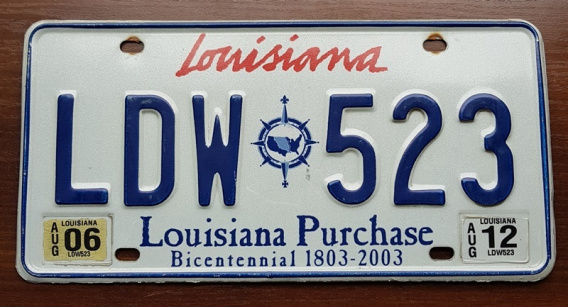 Louisiana
LDW 523
LOUISIANA
AUG 06
LDW523
Louisiana Purchase
Bicentennial 1803-2003
LOUISIANA
AUG 12
LDW523